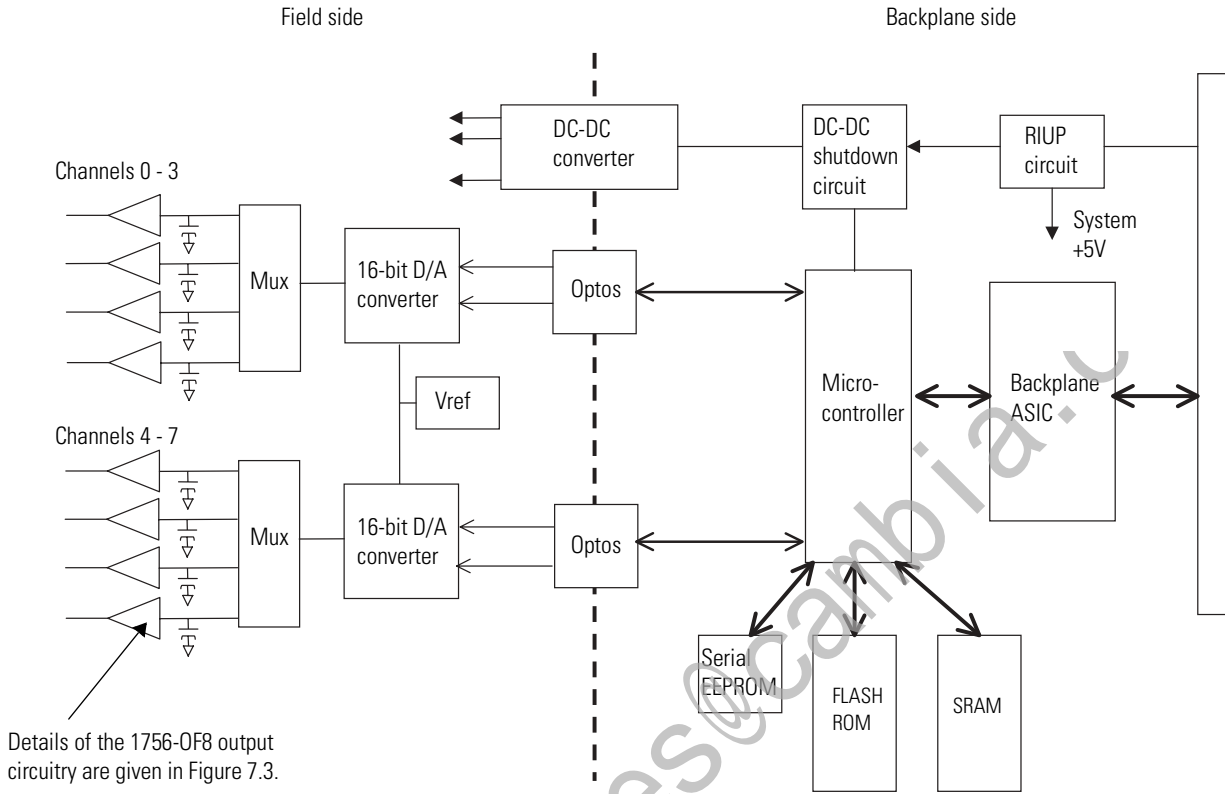 Field side
Backplane side
DC-DC
converter
DC-DC
shutdown
circuit
RIUP
circuit
System
+5V
Channels 0 - 3
Mux
16-bit D/A
converter
Optos
Vref
Micro-
controller
Backplane
ASIC
Channels 4 - 7
Mux
16-bit D/A
converter
Optos
Serial
EEPROM
FLASH
ROM
SRAM
Details of the 1756-OF8 output
circuitry are given in Figure 7.3.
es@cambia.